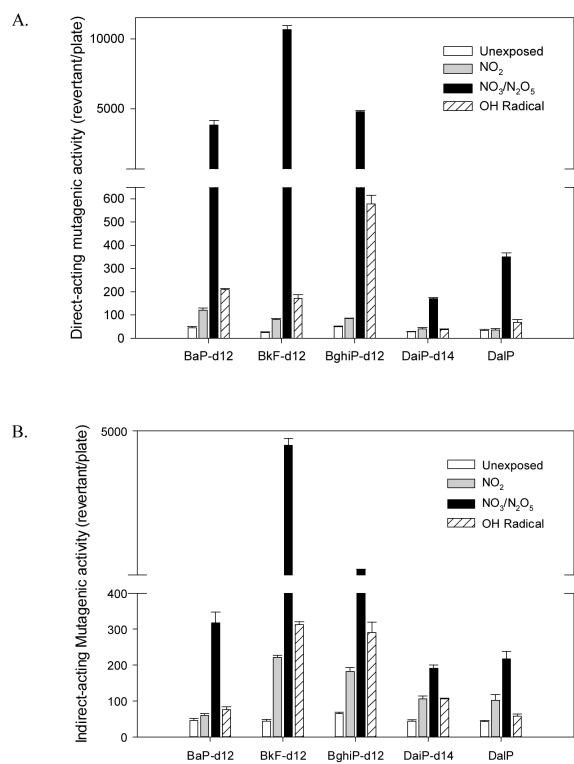 A.
Direct-acting mutagenic activity (revertant/plate)
10000
5000
600
500
400
300
200
100
0
Unexposed
NO2
NO3/N2O5
OH Radical
BaP-d12 BkF-d12 BghiP-d12 DaiP-d14 DalP
B.
Indirect-acting Mutagenic activity (revertant/plate)
5000
400
300
200
100
0
Unexposed
NO2
NO3/N2O5
OH Radical
BaP-d12 BkF-d12 BghiP-d12 DaiP-d14 DalP